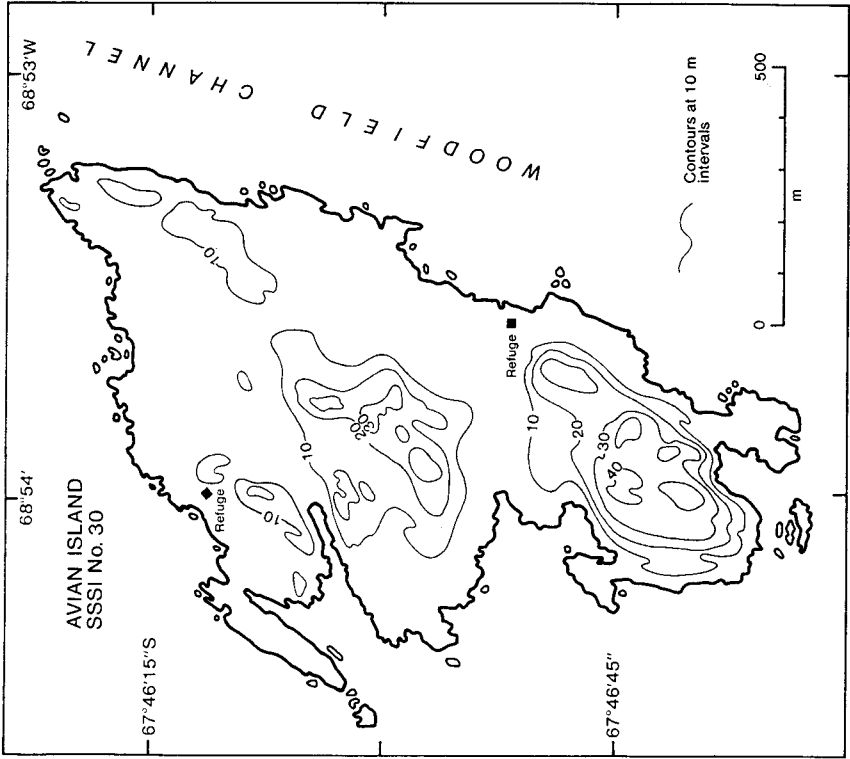 AVIAN ISLAND
SSSI No. 30
68°54'
68°53'W
67°46'15"S
67°46'45"
WOODFIELD CHANNEL
Refuge
Refuge
10
10
10
20
30
10
20
30
40
Contours at 10 m
intervals
0
500
m